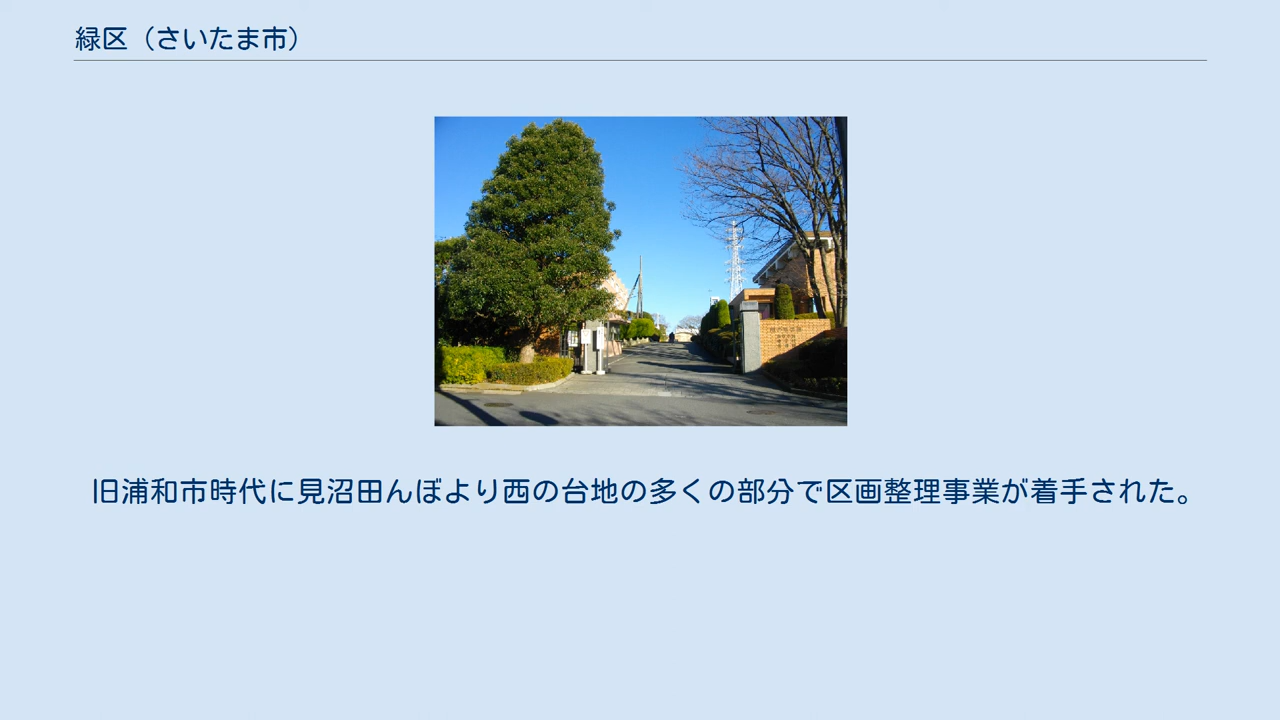 緑区（さいたま市）
旧浦和市時代に見沼田んぼより西の台地の多くの部分で区画整理事業が着手された。